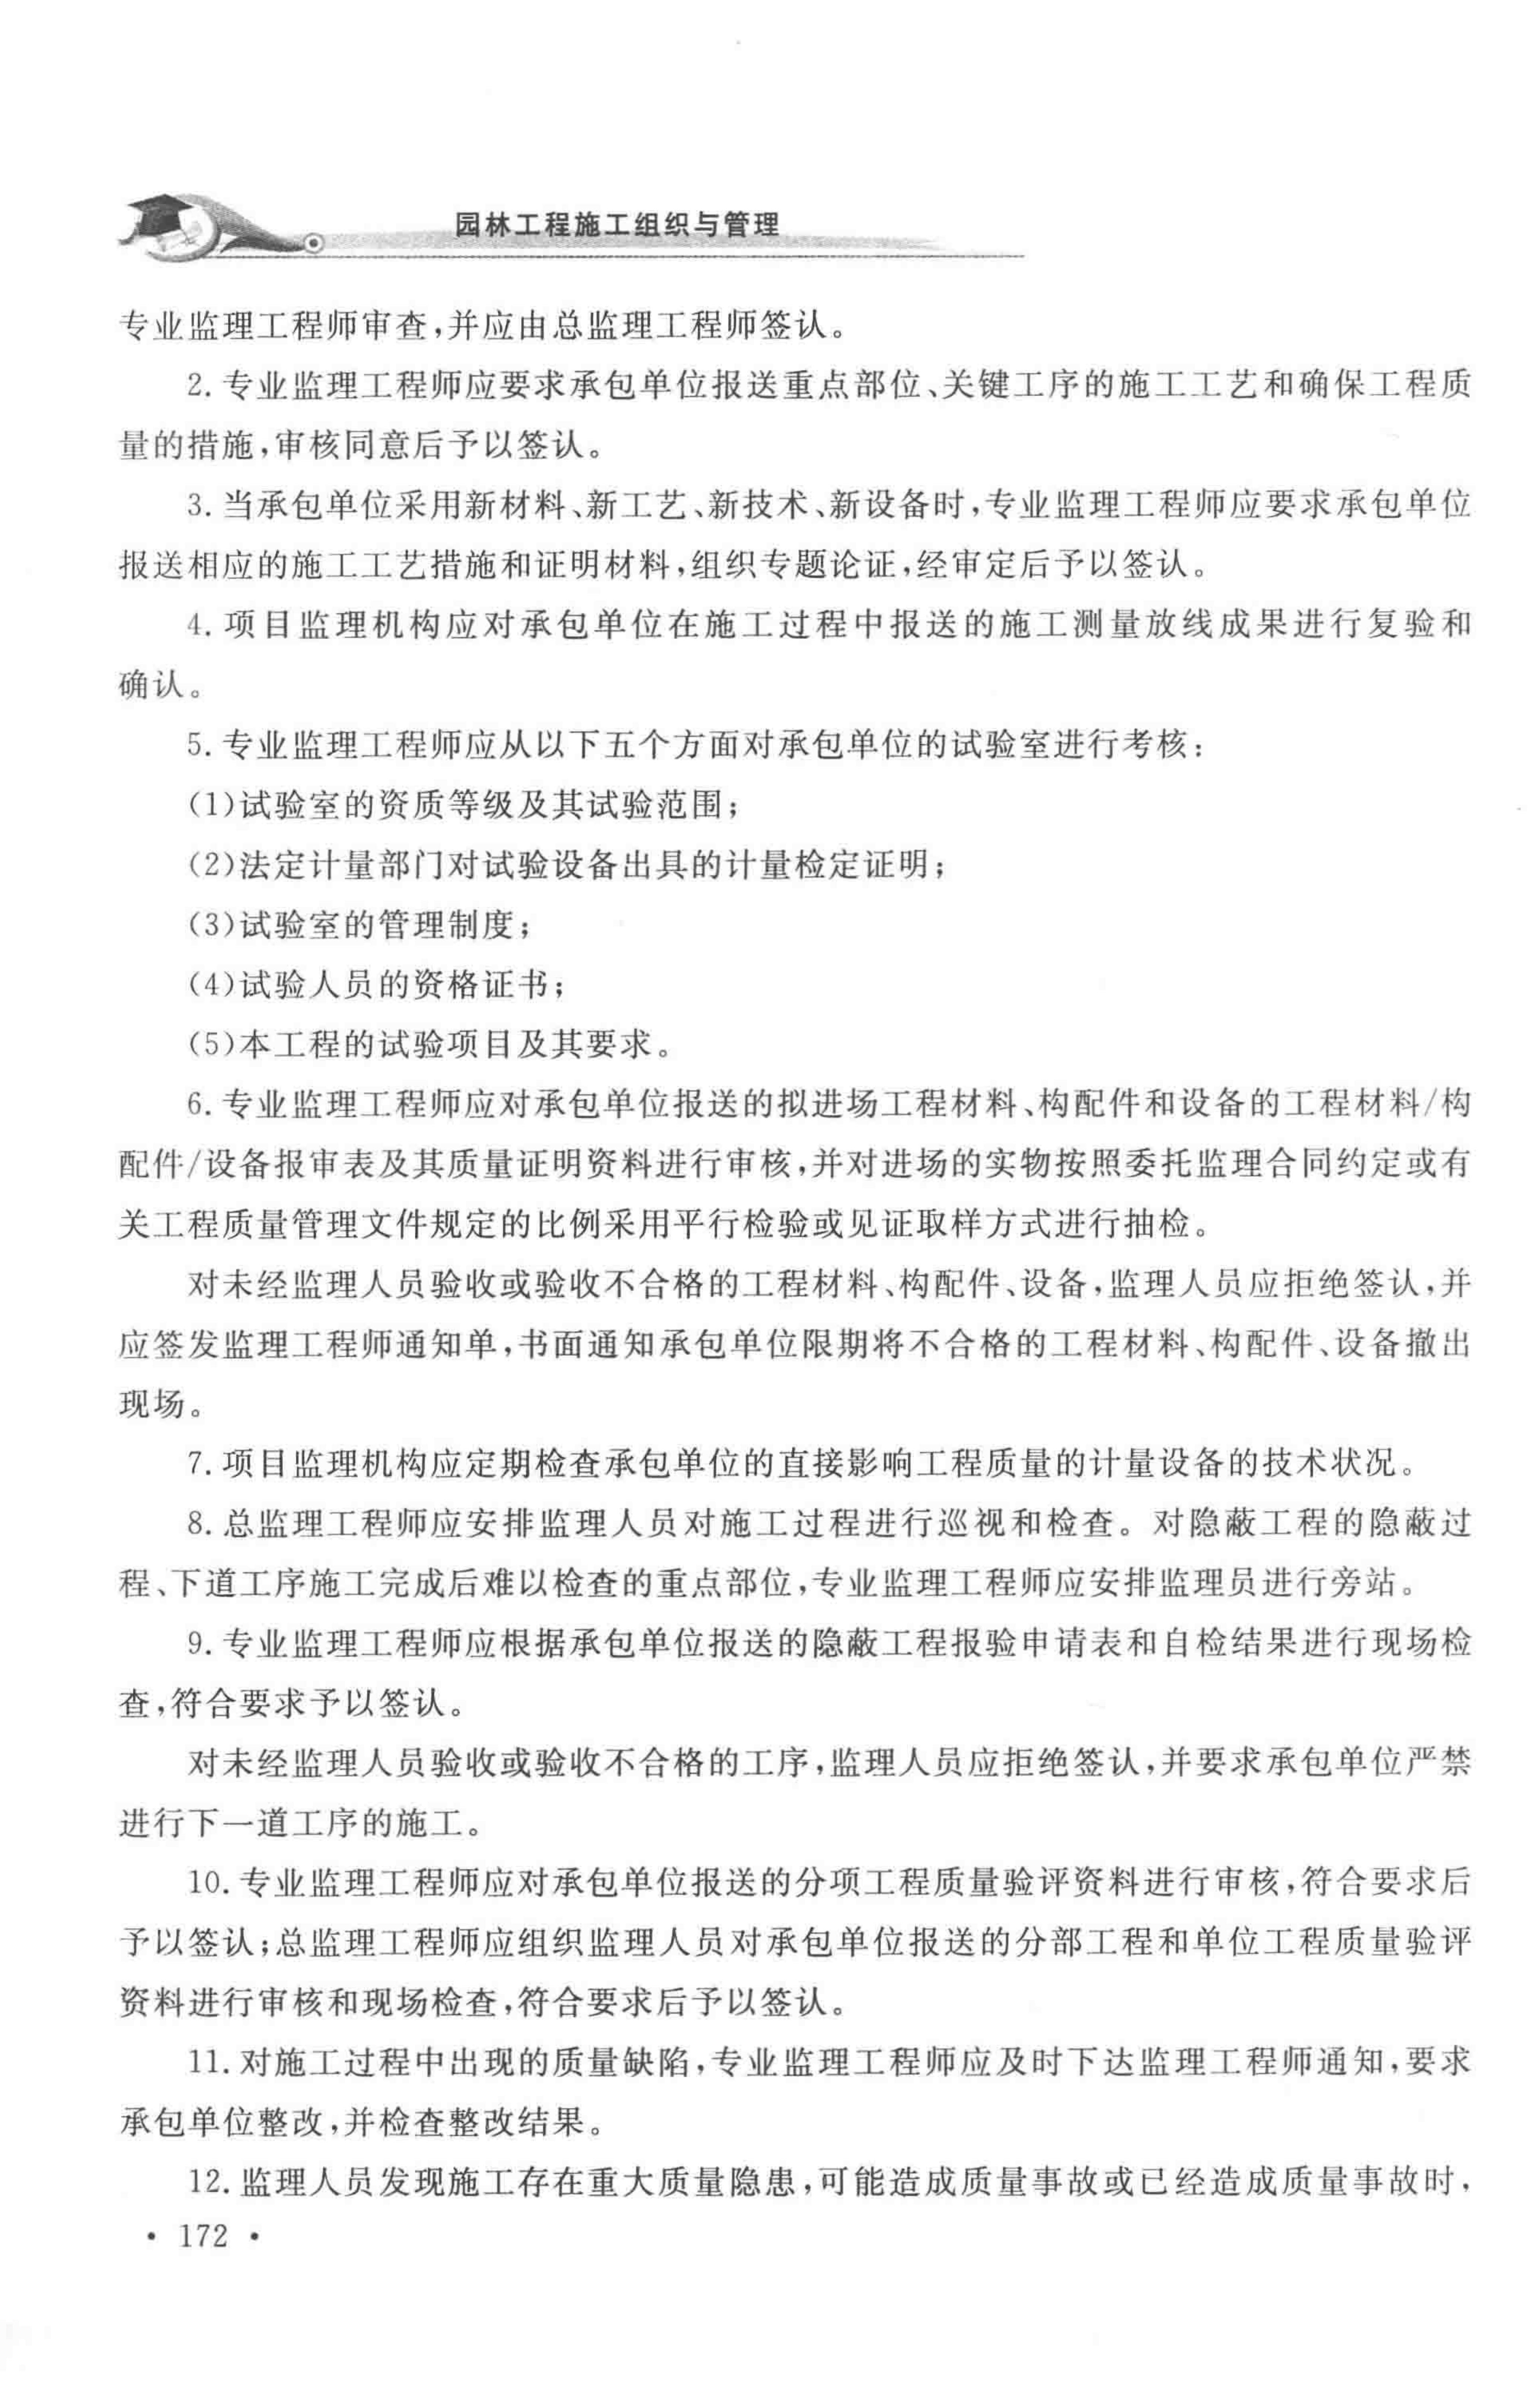 园林工程施工组织与管理
专业监理工程师审查,并应由总监理工程师签认。
2. 专业监理工程师应要求承包单位报送重点部位、关键工序的施工工艺和确保工程质
量的措施,审核同意后予以签认。
3. 当承包单位采用新材料、新工艺、新技术、新设备时,专业监理工程师应要求承包单位
报送相应的施工工艺措施和证明材料,组织专题论证,经审定后予以签认。
4. 项目监理机构应对承包单位在施工过程中报送的施工测量放线成果进行复验和
确认。
5. 专业监理工程师应从以下五个方面对承包单位的试验室进行考核:
(1)试验室的资质等级及其试验范围;
(2)法定计量部门对试验设备出具的计量检定证明;
(3)试验室的管理制度;
(4)试验人员的资格证书;
(5)本工程的试验项目及其要求。
6. 专业监理工程师应对承包单位报送的拟进场工程材料、构配件和设备的工程材料/构
配件/设备报审表及其质量证明资料进行审核,并对进场的实物按照委托监理合同约定或有
关工程质量管理文件规定的比例采用平行检验或见证取样方式进行抽检。
对未经监理人员验收或验收不合格的工程材料、构配件、设备,监理人员应拒绝签认,并
应签发监理工程师通知单,书面通知承包单位限期将不合格的工程材料、构配件、设备撤出
现场。
7. 项目监理机构应定期检查承包单位的直接影响工程质量的计量设备的技术状况。
8. 总监理工程师应安排监理人员对施工过程进行巡视和检查。对隐蔽工程的隐蔽过
程、下道工序施工完成后难以检查的重点部位,专业监理工程师应安排监理员进行旁站。
9. 专业监理工程师应根据承包单位报送的隐蔽工程报验申请表和自检结果进行现场检
查,符合要求予以签认。
对未经监理人员验收或验收不合格的工序,监理人员应拒绝签认,并要求承包单位严禁
进行下一道工序的施工。
10. 专业监理工程师应对承包单位报送的分项工程质量验评资料进行审核,符合要求后
予以签认;总监理工程师应组织监理人员对承包单位报送的分部工程和单位工程质量验评
资料进行审核和现场检查,符合要求后予以签认。
11. 对施工过程中出现的质量缺陷,专业监理工程师应及时下达监理工程师通知,要求
承包单位整改,并检查整改结果。
12. 监理人员发现施工存在重大质量隐患,可能造成质量事故或已经造成质量事故时,
• 172 •